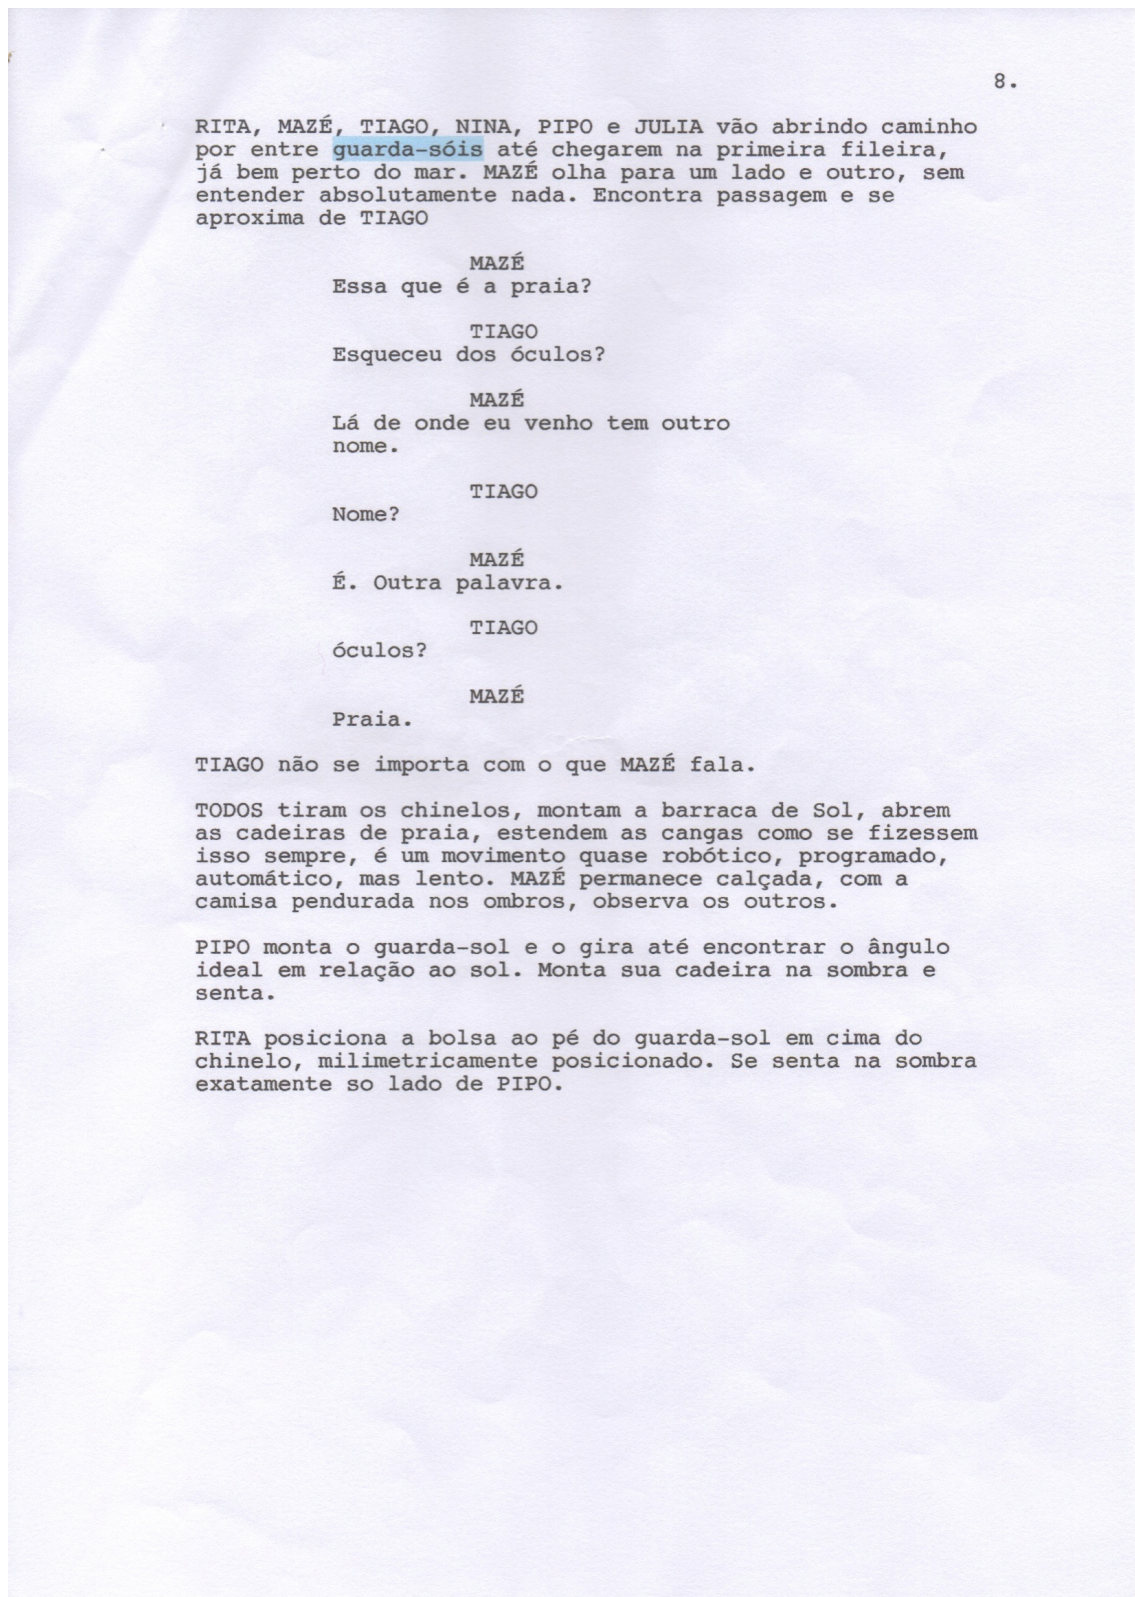 8.
RITA, MAZÉ, TIAGO, NINA, PIPO e JULIA vão abrindo caminho
por entre guarda-sóis até chegarem na primeira fileira,
já bem perto do mar. MAZÉ olha para um lado e outro, sem
entender absolutamente nada. Encontra passagem e se
aproxima de TIAGO
MAZÉ
Essa que é a praia?
TIAGO
Esqueceu dos óculos?
MAZÉ
Lá de onde eu venho tem outro
nome.
TIAGO
Nome?
MAZÉ
É. Outra palavra.
TIAGO
óculos?
MAZÉ
Praia.
TIAGO não se importa com o que MAZÉ fala.
TODOS tiram os chinelos, montam a barraca de Sol, abrem
as cadeiras de praia, estendem as cangas como se fizessem
isso sempre, é um movimento quase robótico, programado,
automático, mas lento. MAZÉ permanece calçada, com a
camisa pendurada nos ombros, observa os outros.
PIPO monta o guarda-sol e o gira até encontrar o ângulo
ideal em relação ao sol. Monta sua cadeira na sombra e
senta.
RITA posiciona a bolsa ao pé do guarda-sol em cima do
chinelo, milimetricamente posicionado. Se senta na sombra
exatamente so lado de PIPO.